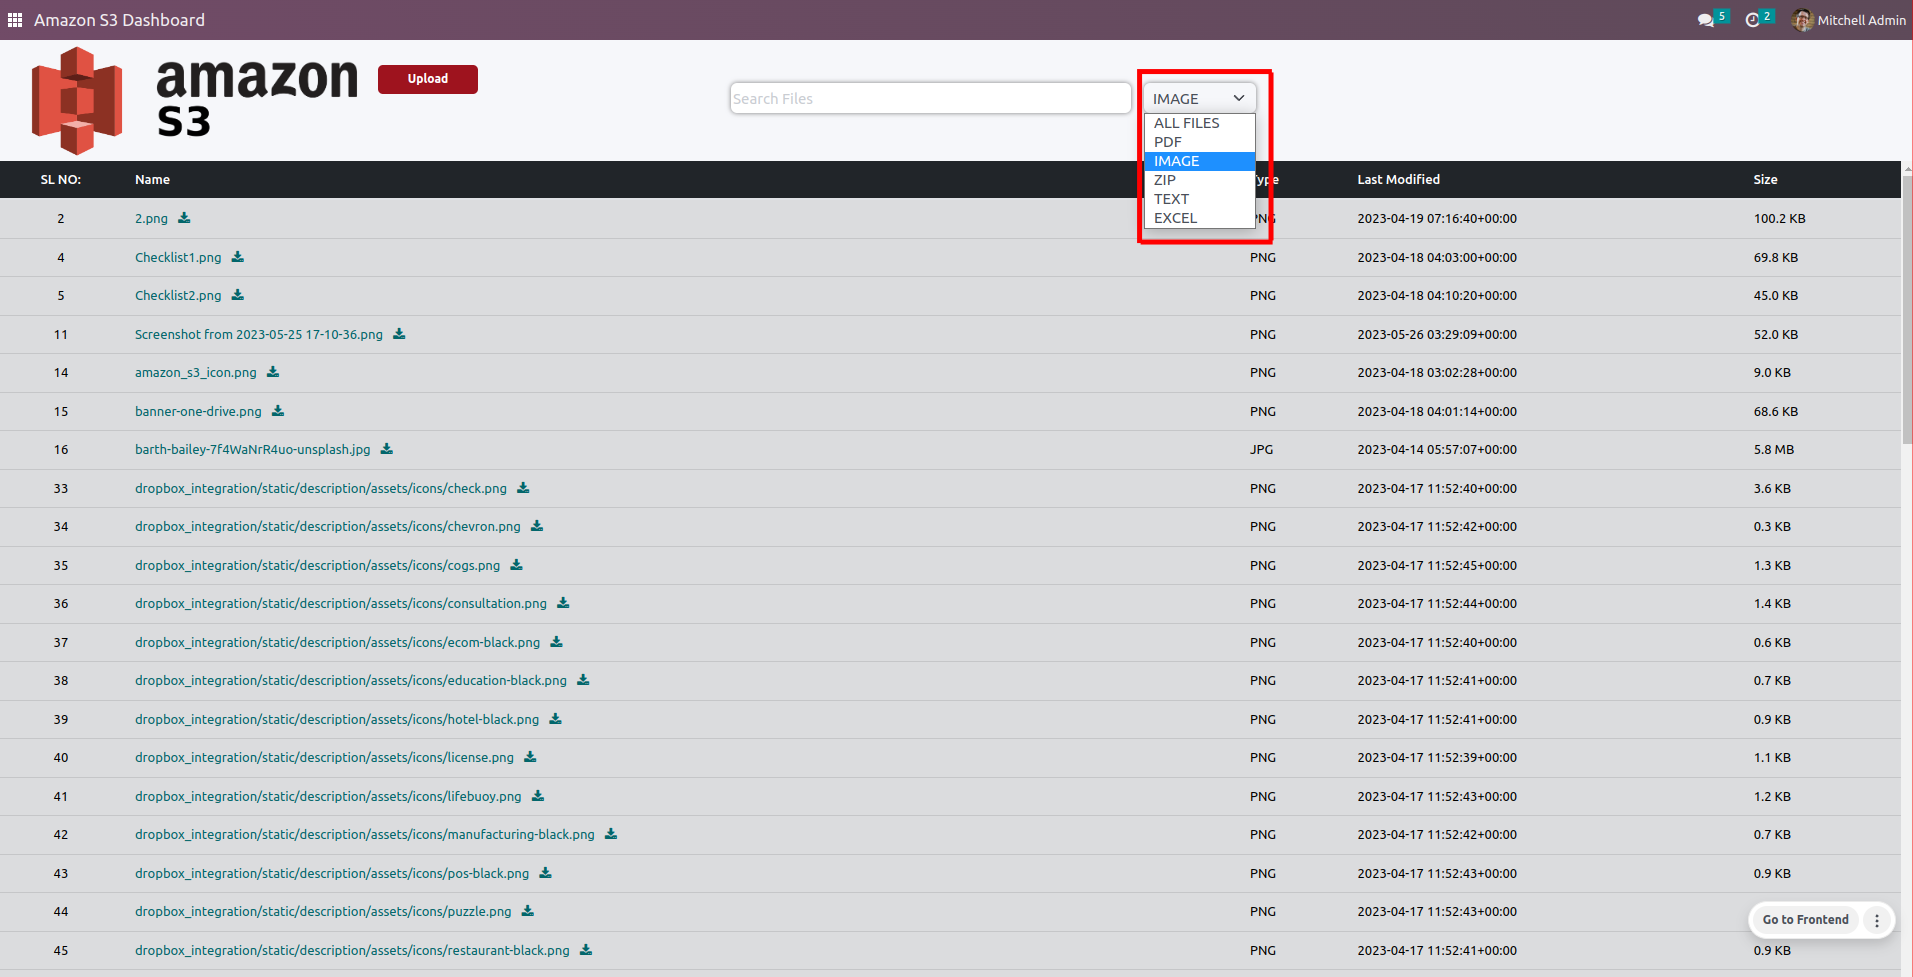 Amazon S3 Dashboard 5 2 Mitchell Admin
amazon
S3
Upload
Search Files
IMAGE
ALL FILES
PDF
IMAGE
ZIP
TEXT
EXCEL
SL NO: Name ype Last Modified Size
2 2.png PNG 2023-04-19 07:16:40+00:00 100.2 KB
4 Checklist1.png PNG 2023-04-18 04:03:00+00:00 69.8 KB
5 Checklist2.png PNG 2023-04-18 04:10:20+00:00 45.0 KB
11 Screenshot from 2023-05-25 17-10-36.png PNG 2023-05-26 03:29:09+00:00 52.0 KB
14 amazon_s3_icon.png PNG 2023-04-18 03:02:28+00:00 9.0 KB
15 banner-one-drive.png PNG 2023-04-18 04:01:14+00:00 68.6 KB
16 barth-bailey-7f4WaNrR4uo-unsplash.jpg JPG 2023-04-14 05:57:07+00:00 5.8 MB
33 dropbox_integration/static/description/assets/icons/check.png PNG 2023-04-17 11:52:40+00:00 3.6 KB
34 dropbox_integration/static/description/assets/icons/chevron.png PNG 2023-04-17 11:52:42+00:00 0.3 KB
35 dropbox_integration/static/description/assets/icons/cogs.png PNG 2023-04-17 11:52:45+00:00 1.3 KB
36 dropbox_integration/static/description/assets/icons/consultation.png PNG 2023-04-17 11:52:44+00:00 1.4 KB
37 dropbox_integration/static/description/assets/icons/ecom-black.png PNG 2023-04-17 11:52:40+00:00 0.6 KB
38 dropbox_integration/static/description/assets/icons/education-black.png PNG 2023-04-17 11:52:41+00:00 0.7 KB
39 dropbox_integration/static/description/assets/icons/hotel-black.png PNG 2023-04-17 11:52:41+00:00 0.9 KB
40 dropbox_integration/static/description/assets/icons/license.png PNG 2023-04-17 11:52:39+00:00 1.1 KB
41 dropbox_integration/static/description/assets/icons/lifebuoy.png PNG 2023-04-17 11:52:43+00:00 1.2 KB
42 dropbox_integration/static/description/assets/icons/manufacturing-black.png PNG 2023-04-17 11:52:42+00:00 0.7 KB
43 dropbox_integration/static/description/assets/icons/pos-black.png PNG 2023-04-17 11:52:43+00:00 0.9 KB
44 dropbox_integration/static/description/assets/icons/puzzle.png PNG 2023-04-17 11:52:43+00:00
Go to Frontend
45 dropbox_integration/static/description/assets/icons/restaurant-black.png PNG 2023-04-17 11:52:41+00:00 0.9 KB